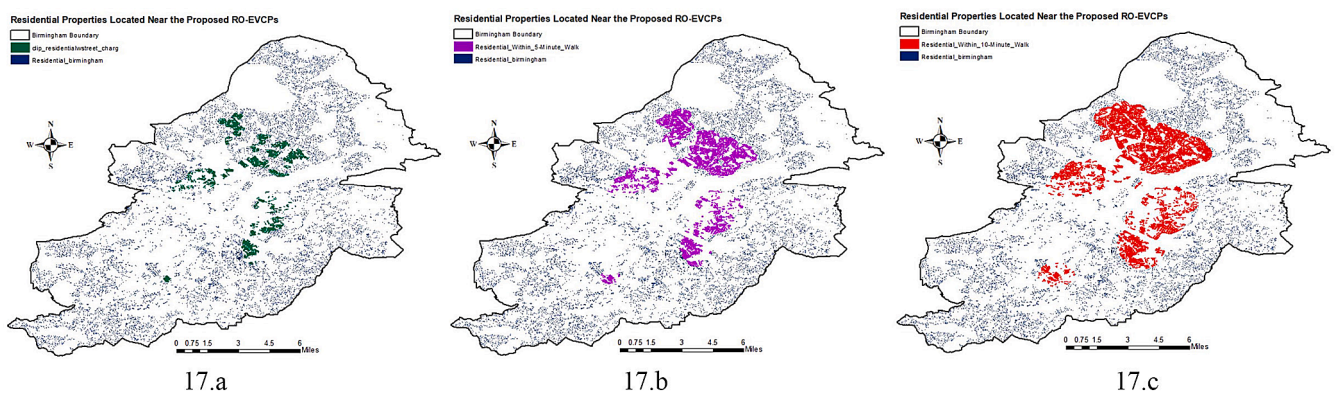 Residential Properties Located Near the Proposed RO-EVCPs
Birmingham Boundary
clip_residentialwstreet_charg
Residential_birmingham
N
W E
S
0 0.75 1.5 3 4.5 6
Miles
17.a
Residential Properties Located Near the Proposed RO-EVCPs
Birmingham Boundary
Residential_Within_5-Minute_Walk
Residential_birmingham
N
W E
S
0 0.75 1.5 3 4.5 6
Miles
17.b
Residential Properties Located Near the Proposed RO-EVCPs
Birmingham Boundary
Residential_Within_10-Minute_Walk
Residential_birmingham
N
W E
S
0 0.75 1.5 3 4.5 6
Miles
17.c